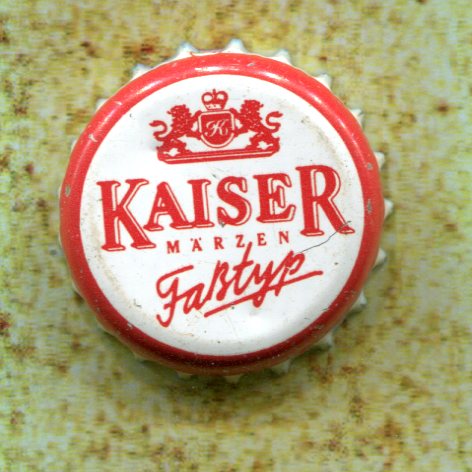 K
KAISER
MÄRZEN
Faßtyp